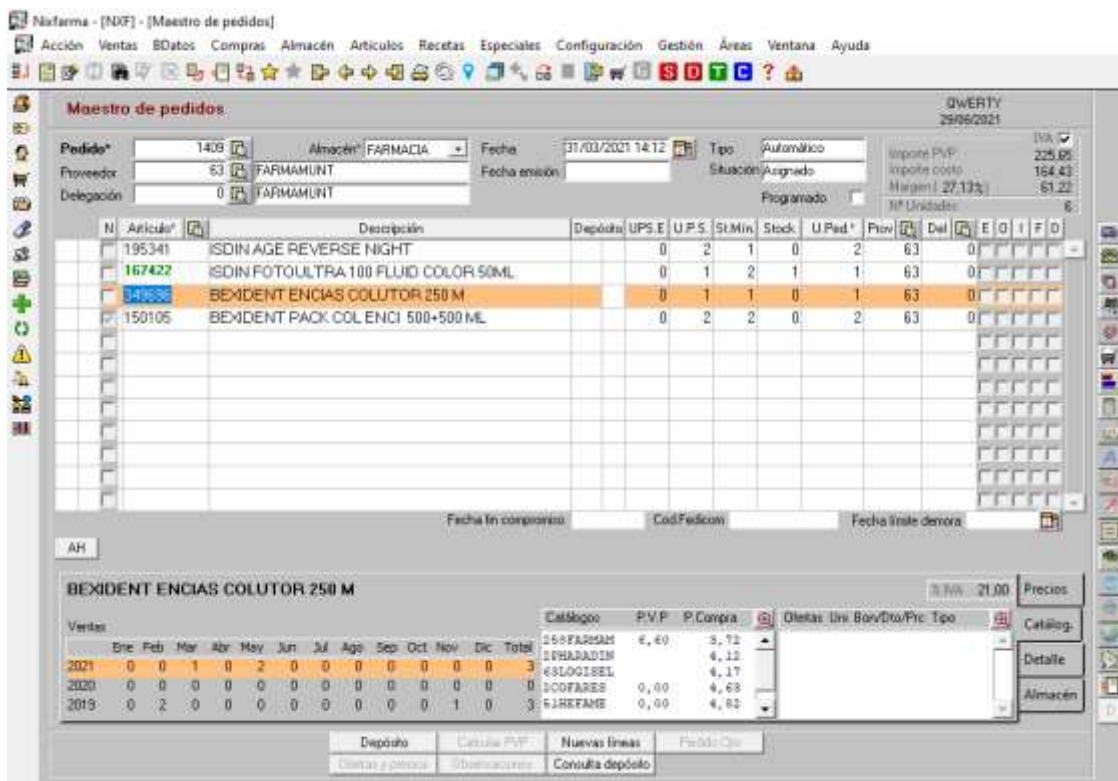 Nixfarma - [NXF] - [Maestro de pedidos]
Acción Ventas BDatos Compras Almacén Artículos Recetas Especiales Configuración Gestión Áreas Ventana Ayuda
S D T C ?
Maestro de pedidos
QWERTY
29/06/2021
Pedido* 1409 Almacén* FARMACIA Fecha 31/03/2021 14:12 Tipo Automático IVA
Importe PVP 225,65
Proveedor 63 FARMAMUNT Fecha emisión Situación Asignado Importe costo 164,43
Margen ( 27,13% ) 61,22
Delegación 0 FARMAMUNT Programado Nº Unidades 6
N Artículo* Descripción Depósito UPS.E U.P.S. St.Mín. Stock U.Ped.* Prov Del E O I F D
195341 ISDIN AGE REVERSE NIGHT 0 2 1 0 2 63 0
167422 ISDIN FOTOULTRA 100 FLUID COLOR 50ML 0 1 2 1 1 63 0
BEXIDENT ENCIAS COLUTOR 250 M 0 1 1 0 1 63 0
150105 BEXIDENT PACK COL ENCI 500+500 ML 0 2 2 0 2 63 0
Fecha fin compromiso Cod.Fedicom Fecha límite demora
AH
BEXIDENT ENCIAS COLUTOR 250 M
% IVA 21,00 Precios
Ventas
Catálogo P.V.P P.Compra Ofertas Uni Bon/Dto/Prc Tipo Catálog.
Ene Feb Mar Abr May Jun Jul Ago Sep Oct Nov Dic Total
2021 0 0 1 0 2 0 0 0 0 0 0 0 3
2020 0 0 0 0 0 0 0 0 0 0 0 0 0
2019 0 2 0 0 0 0 0 0 0 0 1 0 3
Detalle
Almacén
Depósito Calcular PVP Nuevas líneas Pedido Qpo
Ofertas y precios Observaciones Consulta depósito